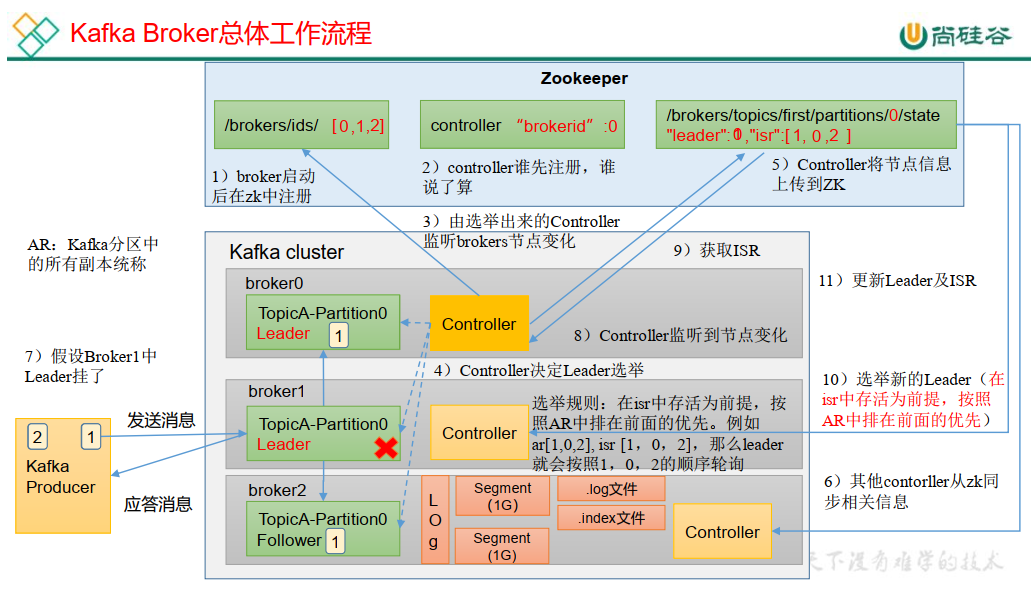 Kafka Broker总体工作流程
尚硅谷
Zookeeper
/brokers/ids/ [0,1,2]
controller “brokerid”:0
/brokers/topics/first/partitions/0/state
"leader": ,"isr":[ 1, 0 ,2 ]
1）broker启动
后在zk中注册
2）controller谁先注册，谁
说了算
5）Controller将节点信息
上传到ZK
3）由选举出来的Controller
监听brokers节点变化
AR：Kafka分区中
的所有副本统称
Kafka cluster
9）获取ISR
11）更新Leader及ISR
broker0
TopicA-Partition0
Leader
1
Controller
8）Controller监听到节点变化
7）假设Broker1中
Leader挂了
4）Controller决定Leader选举
broker1
TopicA-Partition0
Leader
Controller
选举规则：在isr中存活为前提，按
照AR中排在前面的优先。例如
ar[1,0,2], isr [1，0，2]，那么leader
就会按照1，0，2的顺序轮询
10）选举新的Leader（在
isr中存活为前提，按照
AR中排在前面的优先）
发送消息
2
1
Kafka
Producer
应答消息
broker2
TopicA-Partition0
Follower
1
L
O
g
Segment
(1G)
Segment
(1G)
.log文件
.index文件
Controller
6）其他contorller从zk同
步相关信息
天下没有难学的技术